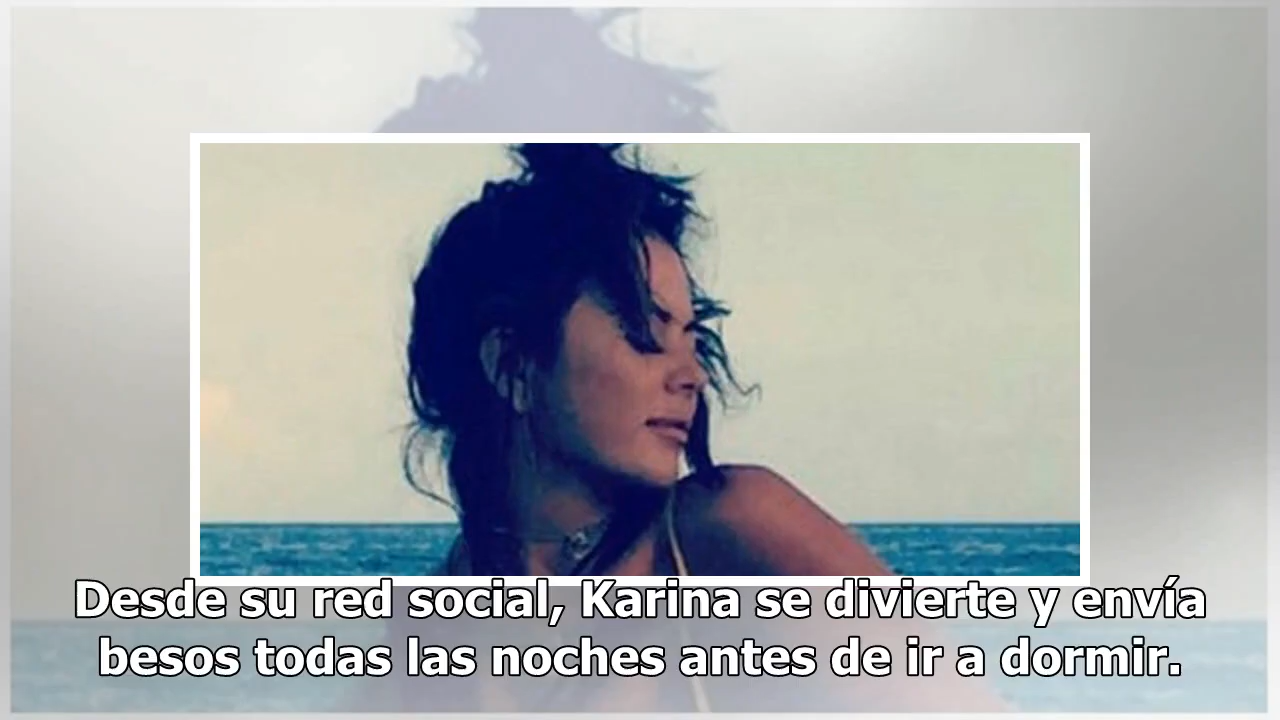 Desde su red social, Karina se divierte y envía
besos todas las noches antes de ir a dormir.